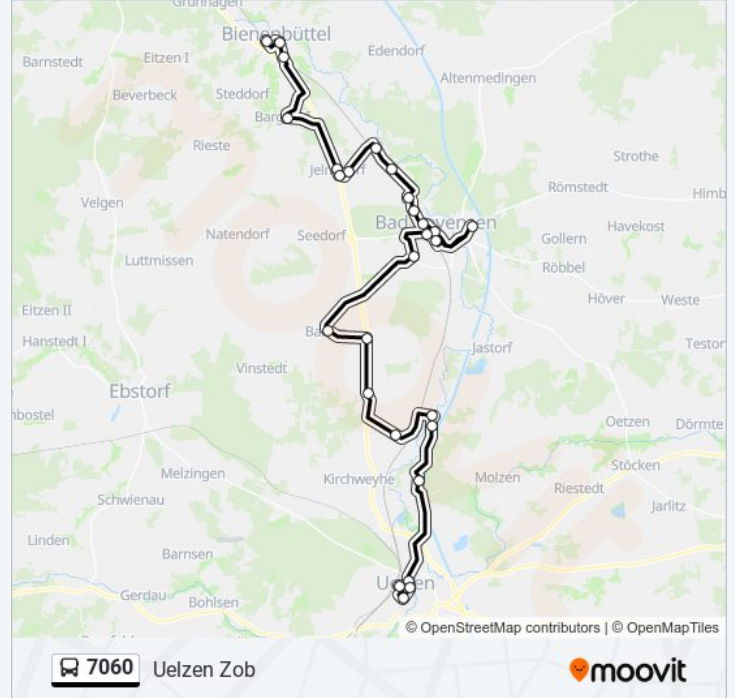 Grünhagen
Bienenbüttel
Edendorf
Barnstedt
Eitzen I
Altenmedingen
Beverbeck
Steddorf
Rieste
Strothe
Römstedt
Velgen
Natendorf
Seedorf
Havekost
Gollern
Luttmissen
Röbbel
Höver
Weste
Eitzen II
Hanstedt I
Jastorf
Vinstedt
Ebstorf
Oetzen
Dörmte
Stöcken
Melzingen
Kirchweyhe
Molzen
Riestedt
Schwienau
Jarlitz
Linden
Barnsen
Gerdau
Bohlsen
© OpenStreetMap contributors | © OpenMapTiles
7060 Uelzen Zob
moovit